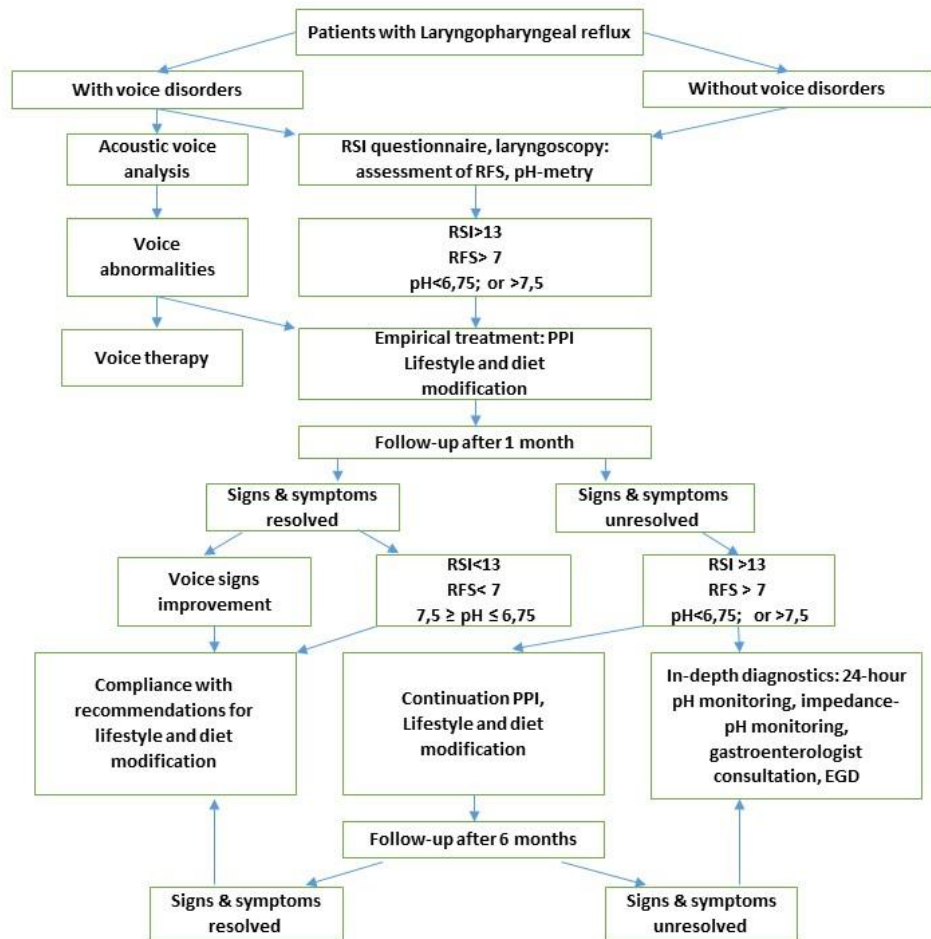 Patients with Laryngopharyngeal reflux
With voice disorders
Without voice disorders
Acoustic voice
analysis
RSI questionnaire, laryngoscopy:
assessment of RFS, pH-metry
Voice
abnormalities
RSI>13
RFS> 7
pH<6,75; or >7,5
Voice therapy
Empirical treatment: PPI
Lifestyle and diet
modification
Follow-up after 1 month
Signs & symptoms
resolved
Signs & symptoms
unresolved
Voice signs
improvement
RSI<13
RFS< 7
7,5 ≥ pH ≤ 6,75
RSI >13
RFS > 7
pH<6,75; or >7,5
Compliance with
recommendations for
lifestyle and diet
modification
Continuation PPI,
Lifestyle and diet
modification
In-depth diagnostics: 24-hour
pH monitoring, impedance-
pH monitoring,
gastroenterologist
consultation, EGD
Follow-up after 6 months
Signs & symptoms
resolved
Signs & symptoms
unresolved